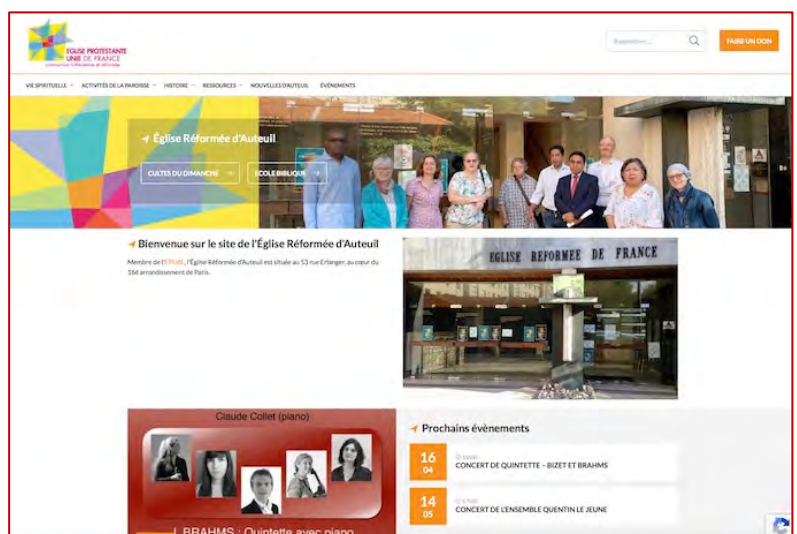 EGLISE PROTESTANTE
UNIE DE FRANCE
FAIRE UN DON
VIE SPIRITUELLE
ACTIVITÉS DE LA PAROISSE
HISTOIRE
RESSOURCES
NOUVELLES D'AUTEUIL
ÉVÉNEMENTS
Église Réformée d'Auteuil
CULTES DU DIMANCHE
ECOLE BIBLIQUE
Bienvenue sur le site de l'Église Réformée d'Auteuil
Membre de l'EPUdF, l'Église Réformée d'Auteuil est située au 53 rue Erlanger, au cœur du
16è arrondissement de Paris.
EGLISE REFORMEE DE FRANCE
Claude Collet (piano)
BRAHMS : Quintette avec piano
Prochains évènements
16
04
CONCERT DE QUINTETTE – BIZET ET BRAHMS
14
05
CONCERT DE L'ENSEMBLE QUENTIN LE JEUNE